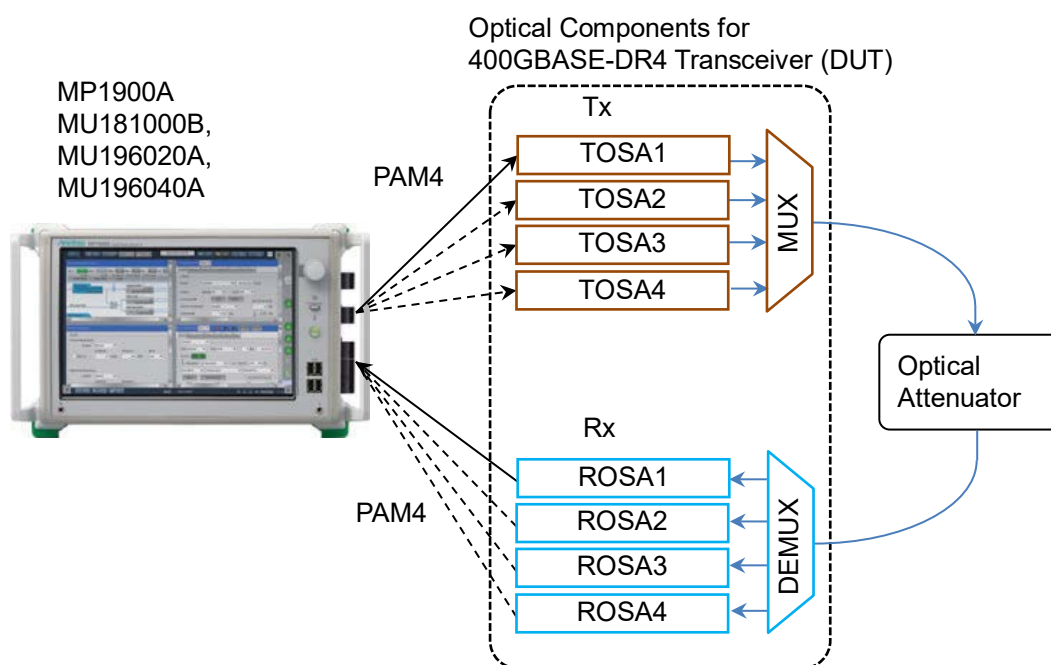 Optical Components for
400GBASE-DR4 Transceiver (DUT)
MP1900A
MU181000B,
MU196020A,
MU196040A
Tx
PAM4
TOSA1
TOSA2
TOSA3
TOSA4
MUX
Optical
Attenuator
Rx
PAM4
ROSA1
ROSA2
ROSA3
ROSA4
DEMUX